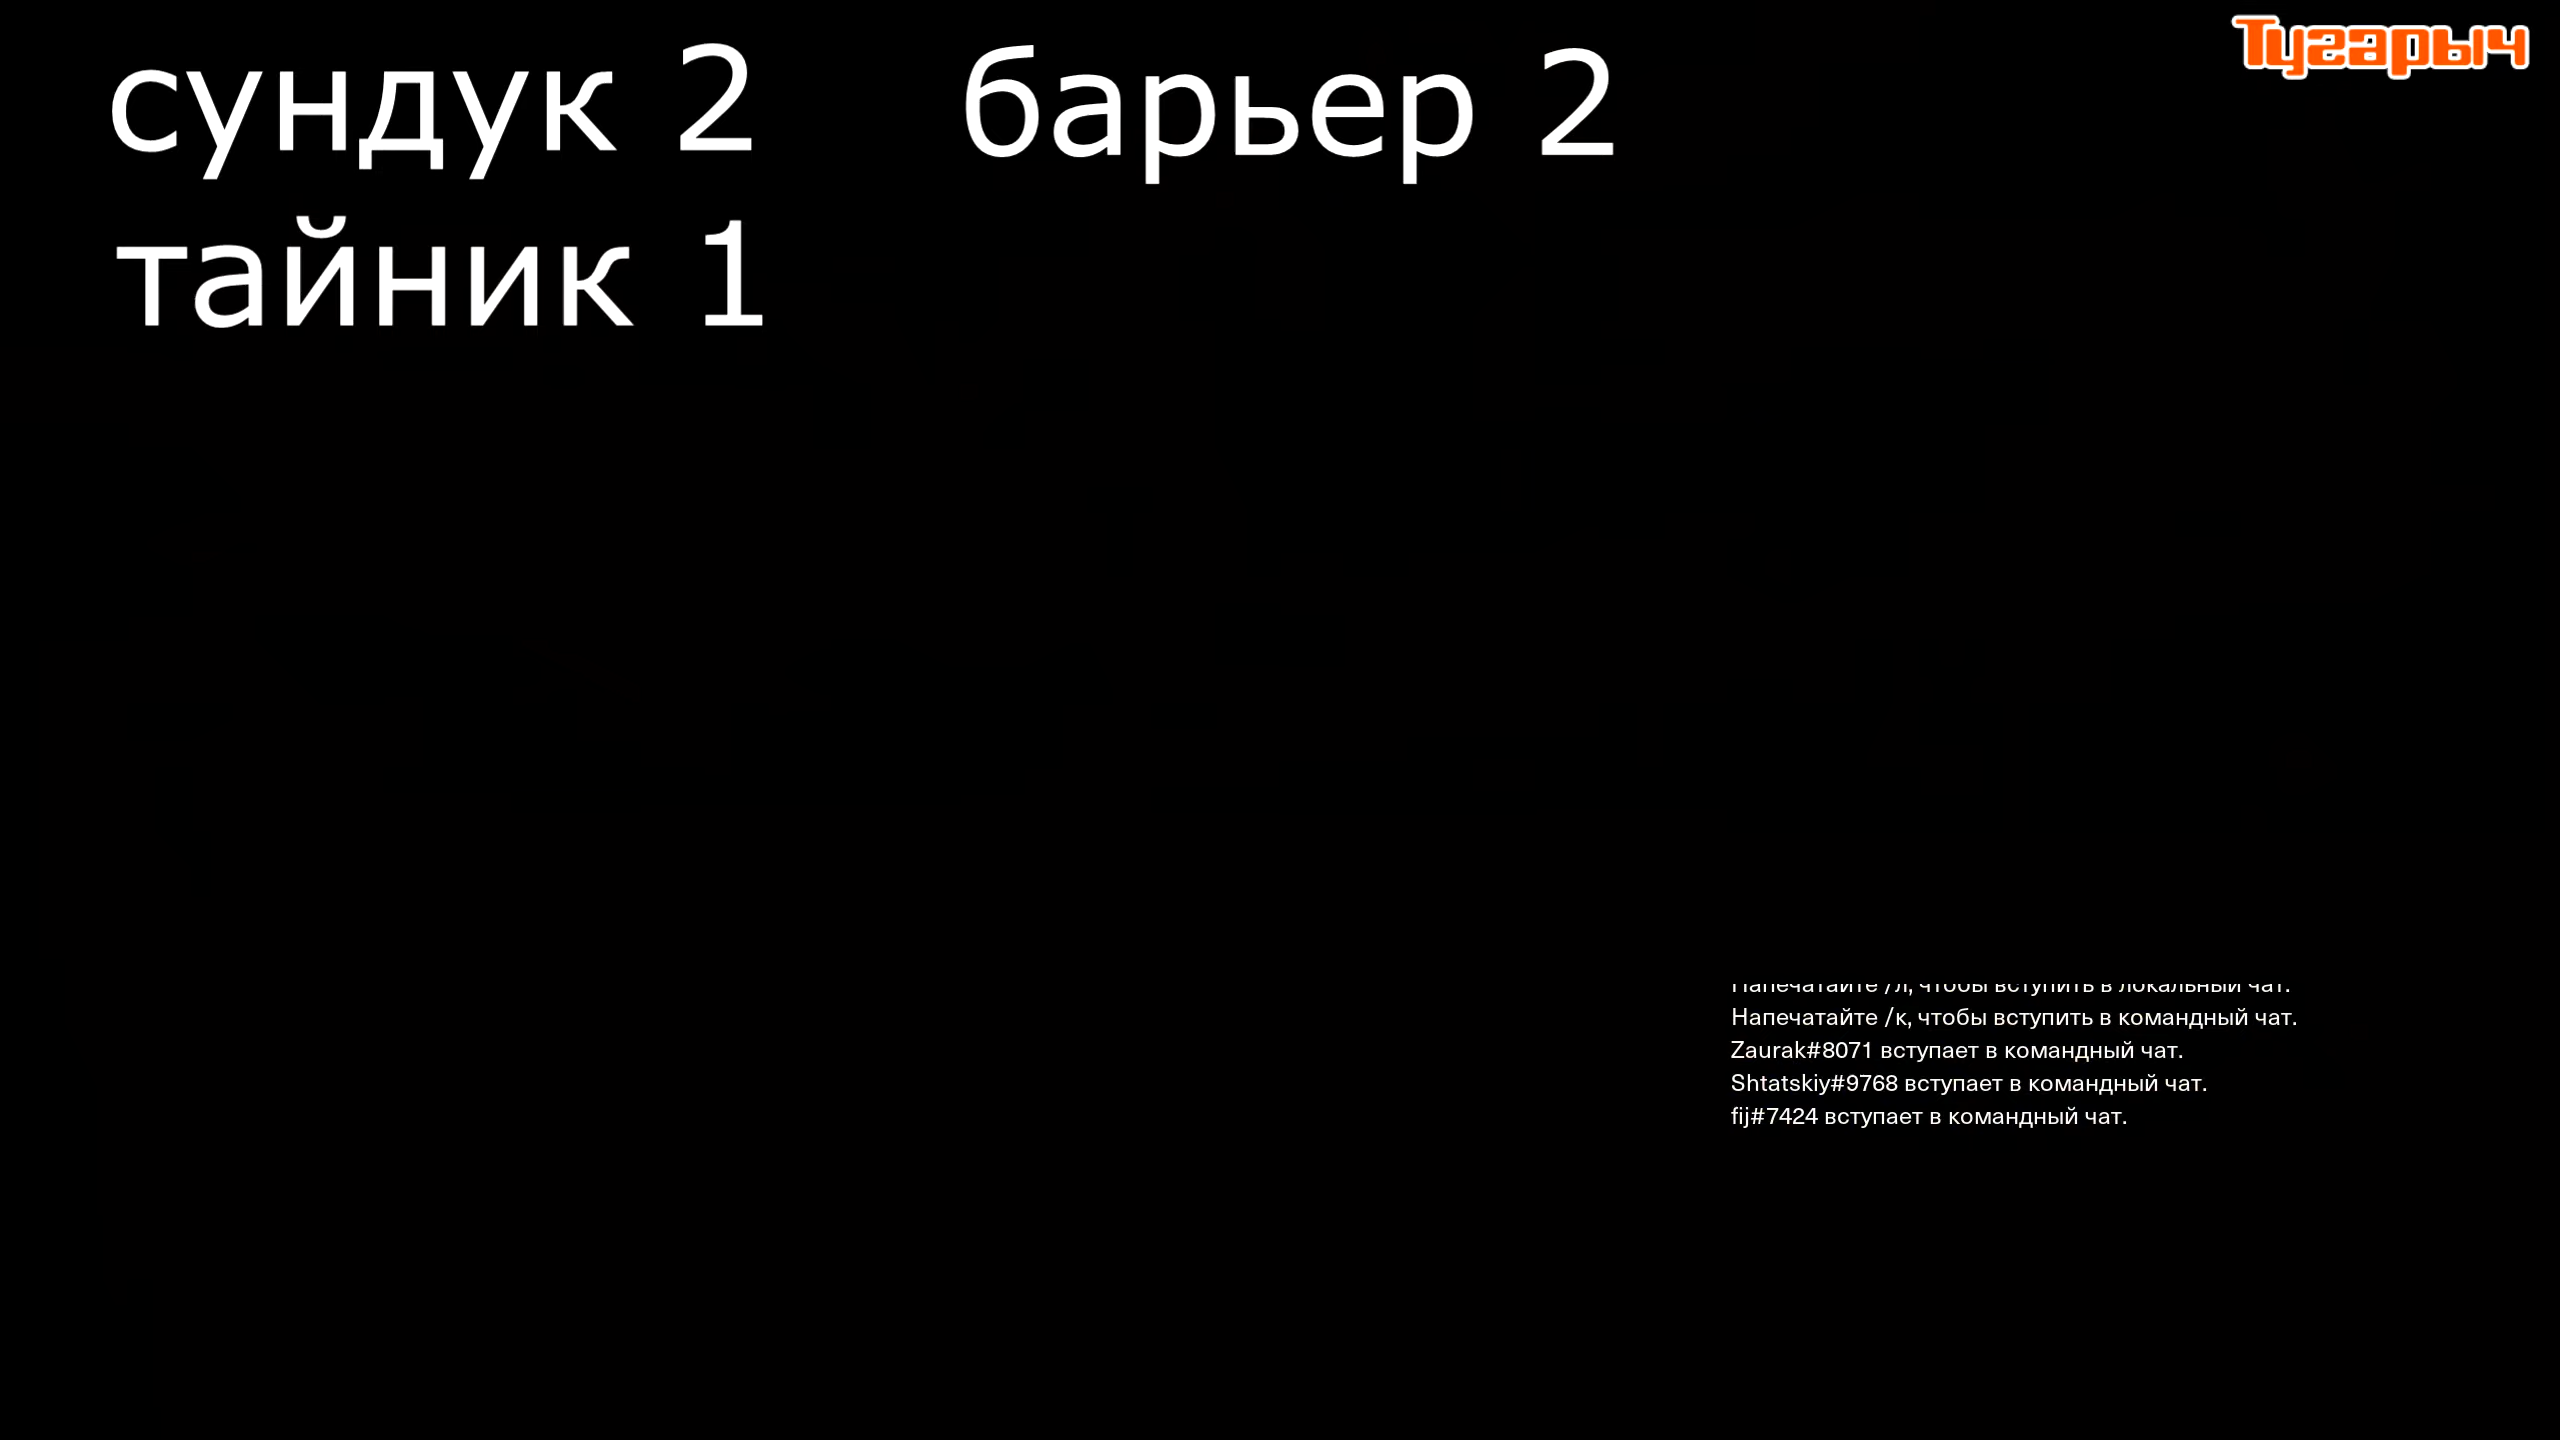 Тугарыч
сундук 2 барьер 2
тайник 1
Напечатайте /л, чтобы вступить в локальный чат.
Напечатайте /к, чтобы вступить в командный чат.
Zaurak#8071 вступает в командный чат.
Shtatskiy#9768 вступает в командный чат.
fij#7424 вступает в командный чат.